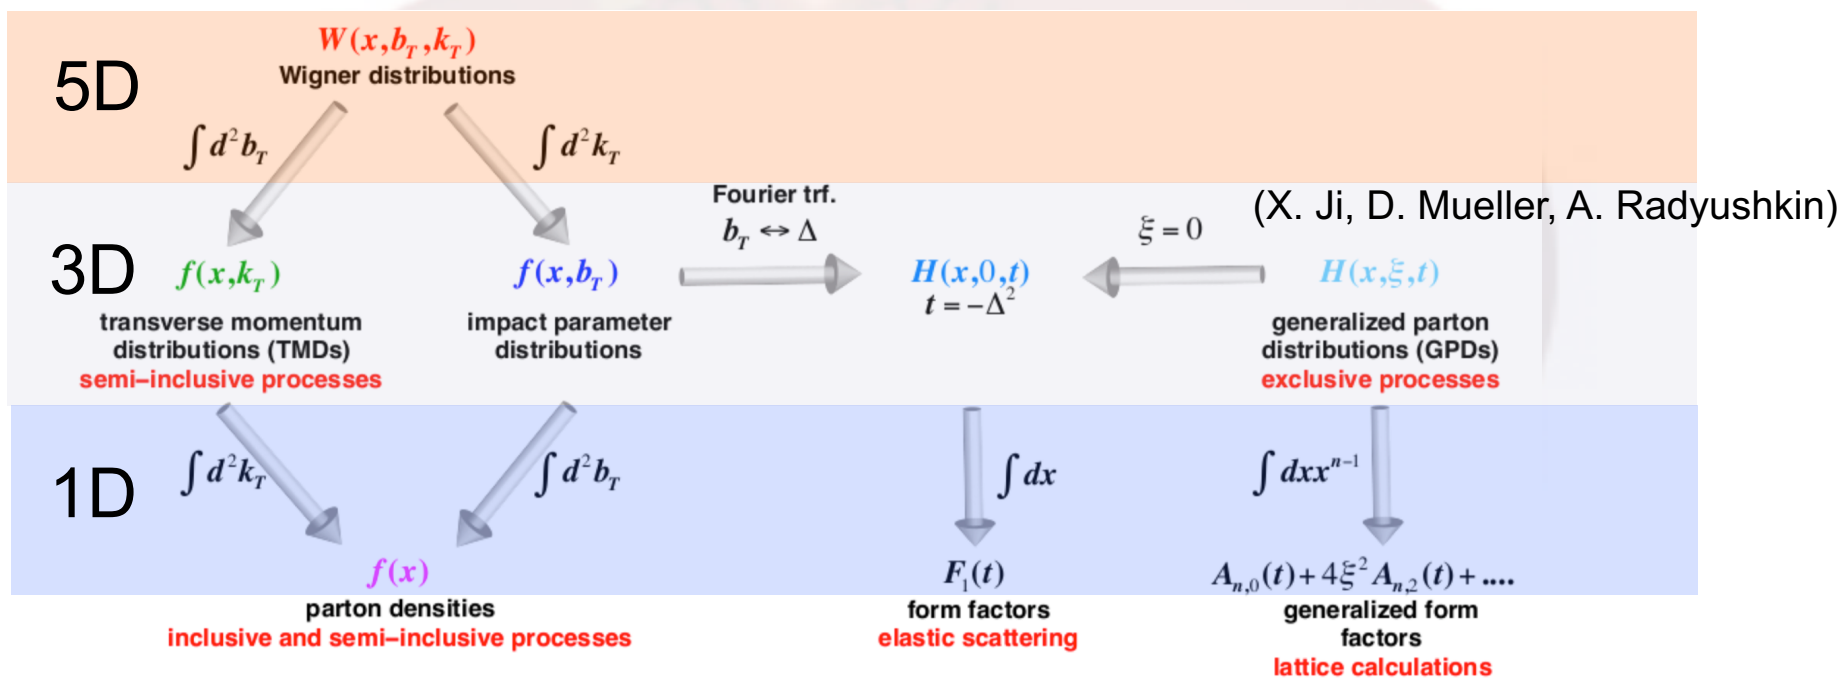 5D
W(x,b_T,k_T)
Wigner distributions
∫d²b_T
∫d²k_T
3D
f(x,k_T)
transverse momentum
distributions (TMDs)
semi–inclusive processes
f(x,b_T)
impact parameter
distributions
Fourier trf.
b_T ↔ Δ
H(x,0,t)
t = −Δ²
ξ = 0
(X. Ji, D. Mueller, A. Radyushkin)
H(x,ξ,t)
generalized parton
distributions (GPDs)
exclusive processes
1D
∫d²k_T
∫d²b_T
∫dx
∫dxxⁿ⁻¹
f(x)
parton densities
inclusive and semi–inclusive processes
F₁(t)
form factors
elastic scattering
A_{n,0}(t) + 4ξ² A_{n,2}(t) + ....
generalized form
factors
lattice calculations